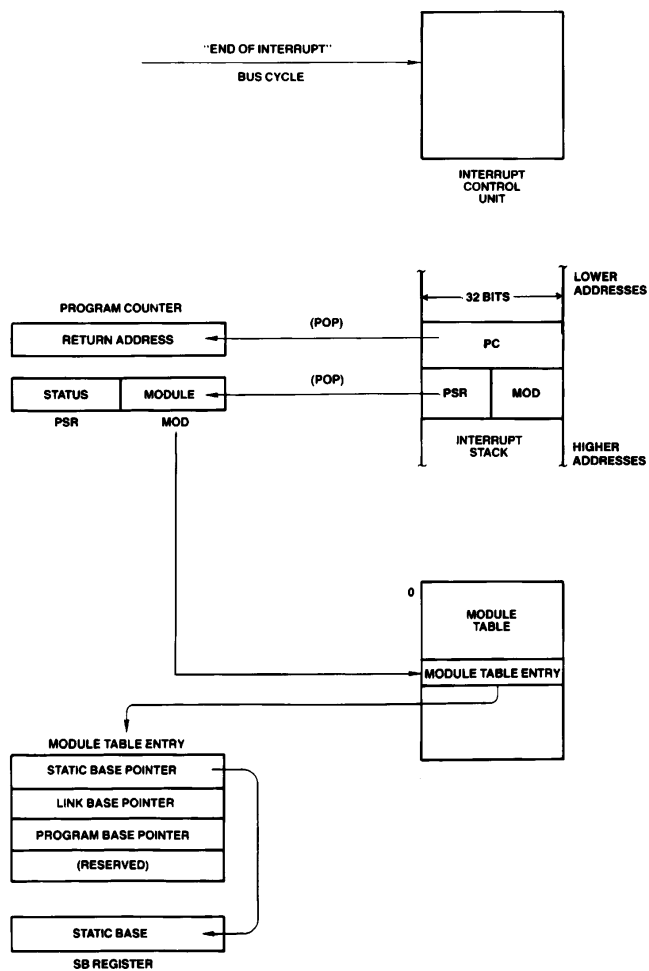 "END OF INTERRUPT"
BUS CYCLE
INTERRUPT
CONTROL
UNIT
LOWER
ADDRESSES
32 BITS
PROGRAM COUNTER
RETURN ADDRESS
(POP)
PC
STATUS
MODULE
(POP)
PSR
MOD
PSR
MOD
INTERRUPT
STACK
HIGHER
ADDRESSES
0
MODULE
TABLE
MODULE TABLE ENTRY
MODULE TABLE ENTRY
STATIC BASE POINTER
LINK BASE POINTER
PROGRAM BASE POINTER
(RESERVED)
STATIC BASE
SB REGISTER